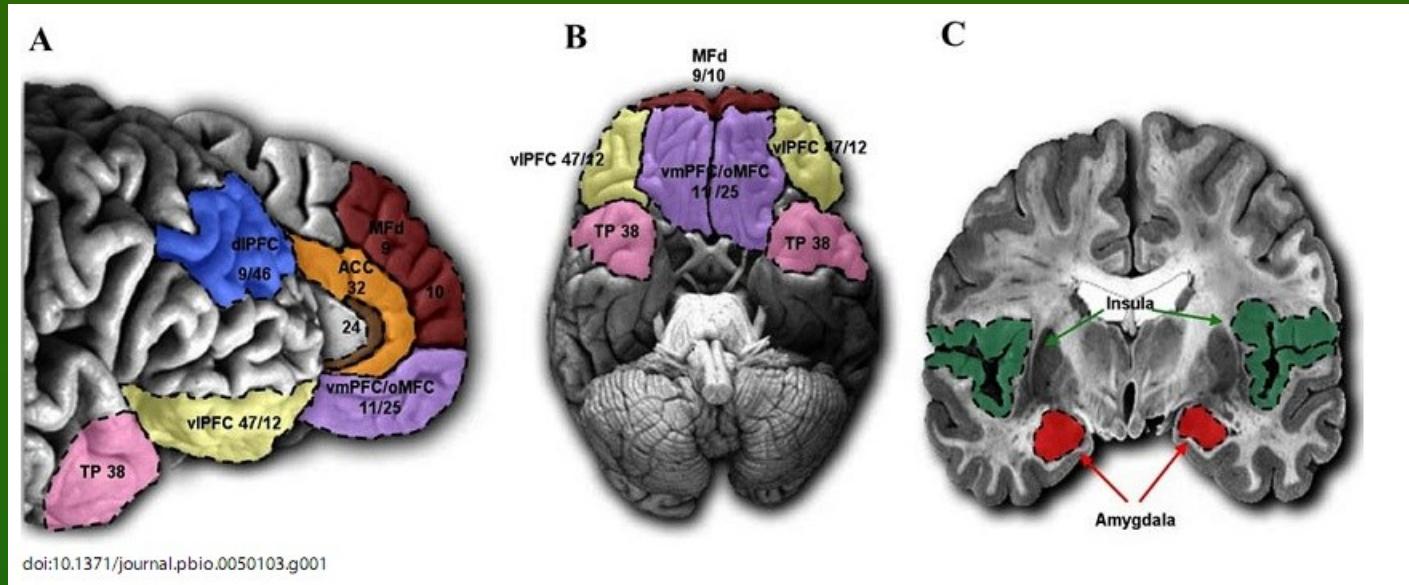 A
MFd
9
10
dlPFC
9/46
ACC
32
24
vmPFC/oMFC
11/25
vlPFC 47/12
TP 38
B
MFd
9/10
vlPFC 47/12
vlPFC 47/12
vmPFC/oMFC
11/25
TP 38
TP 38
C
Insula
Amygdala
doi:10.1371/journal.pbio.0050103.g001